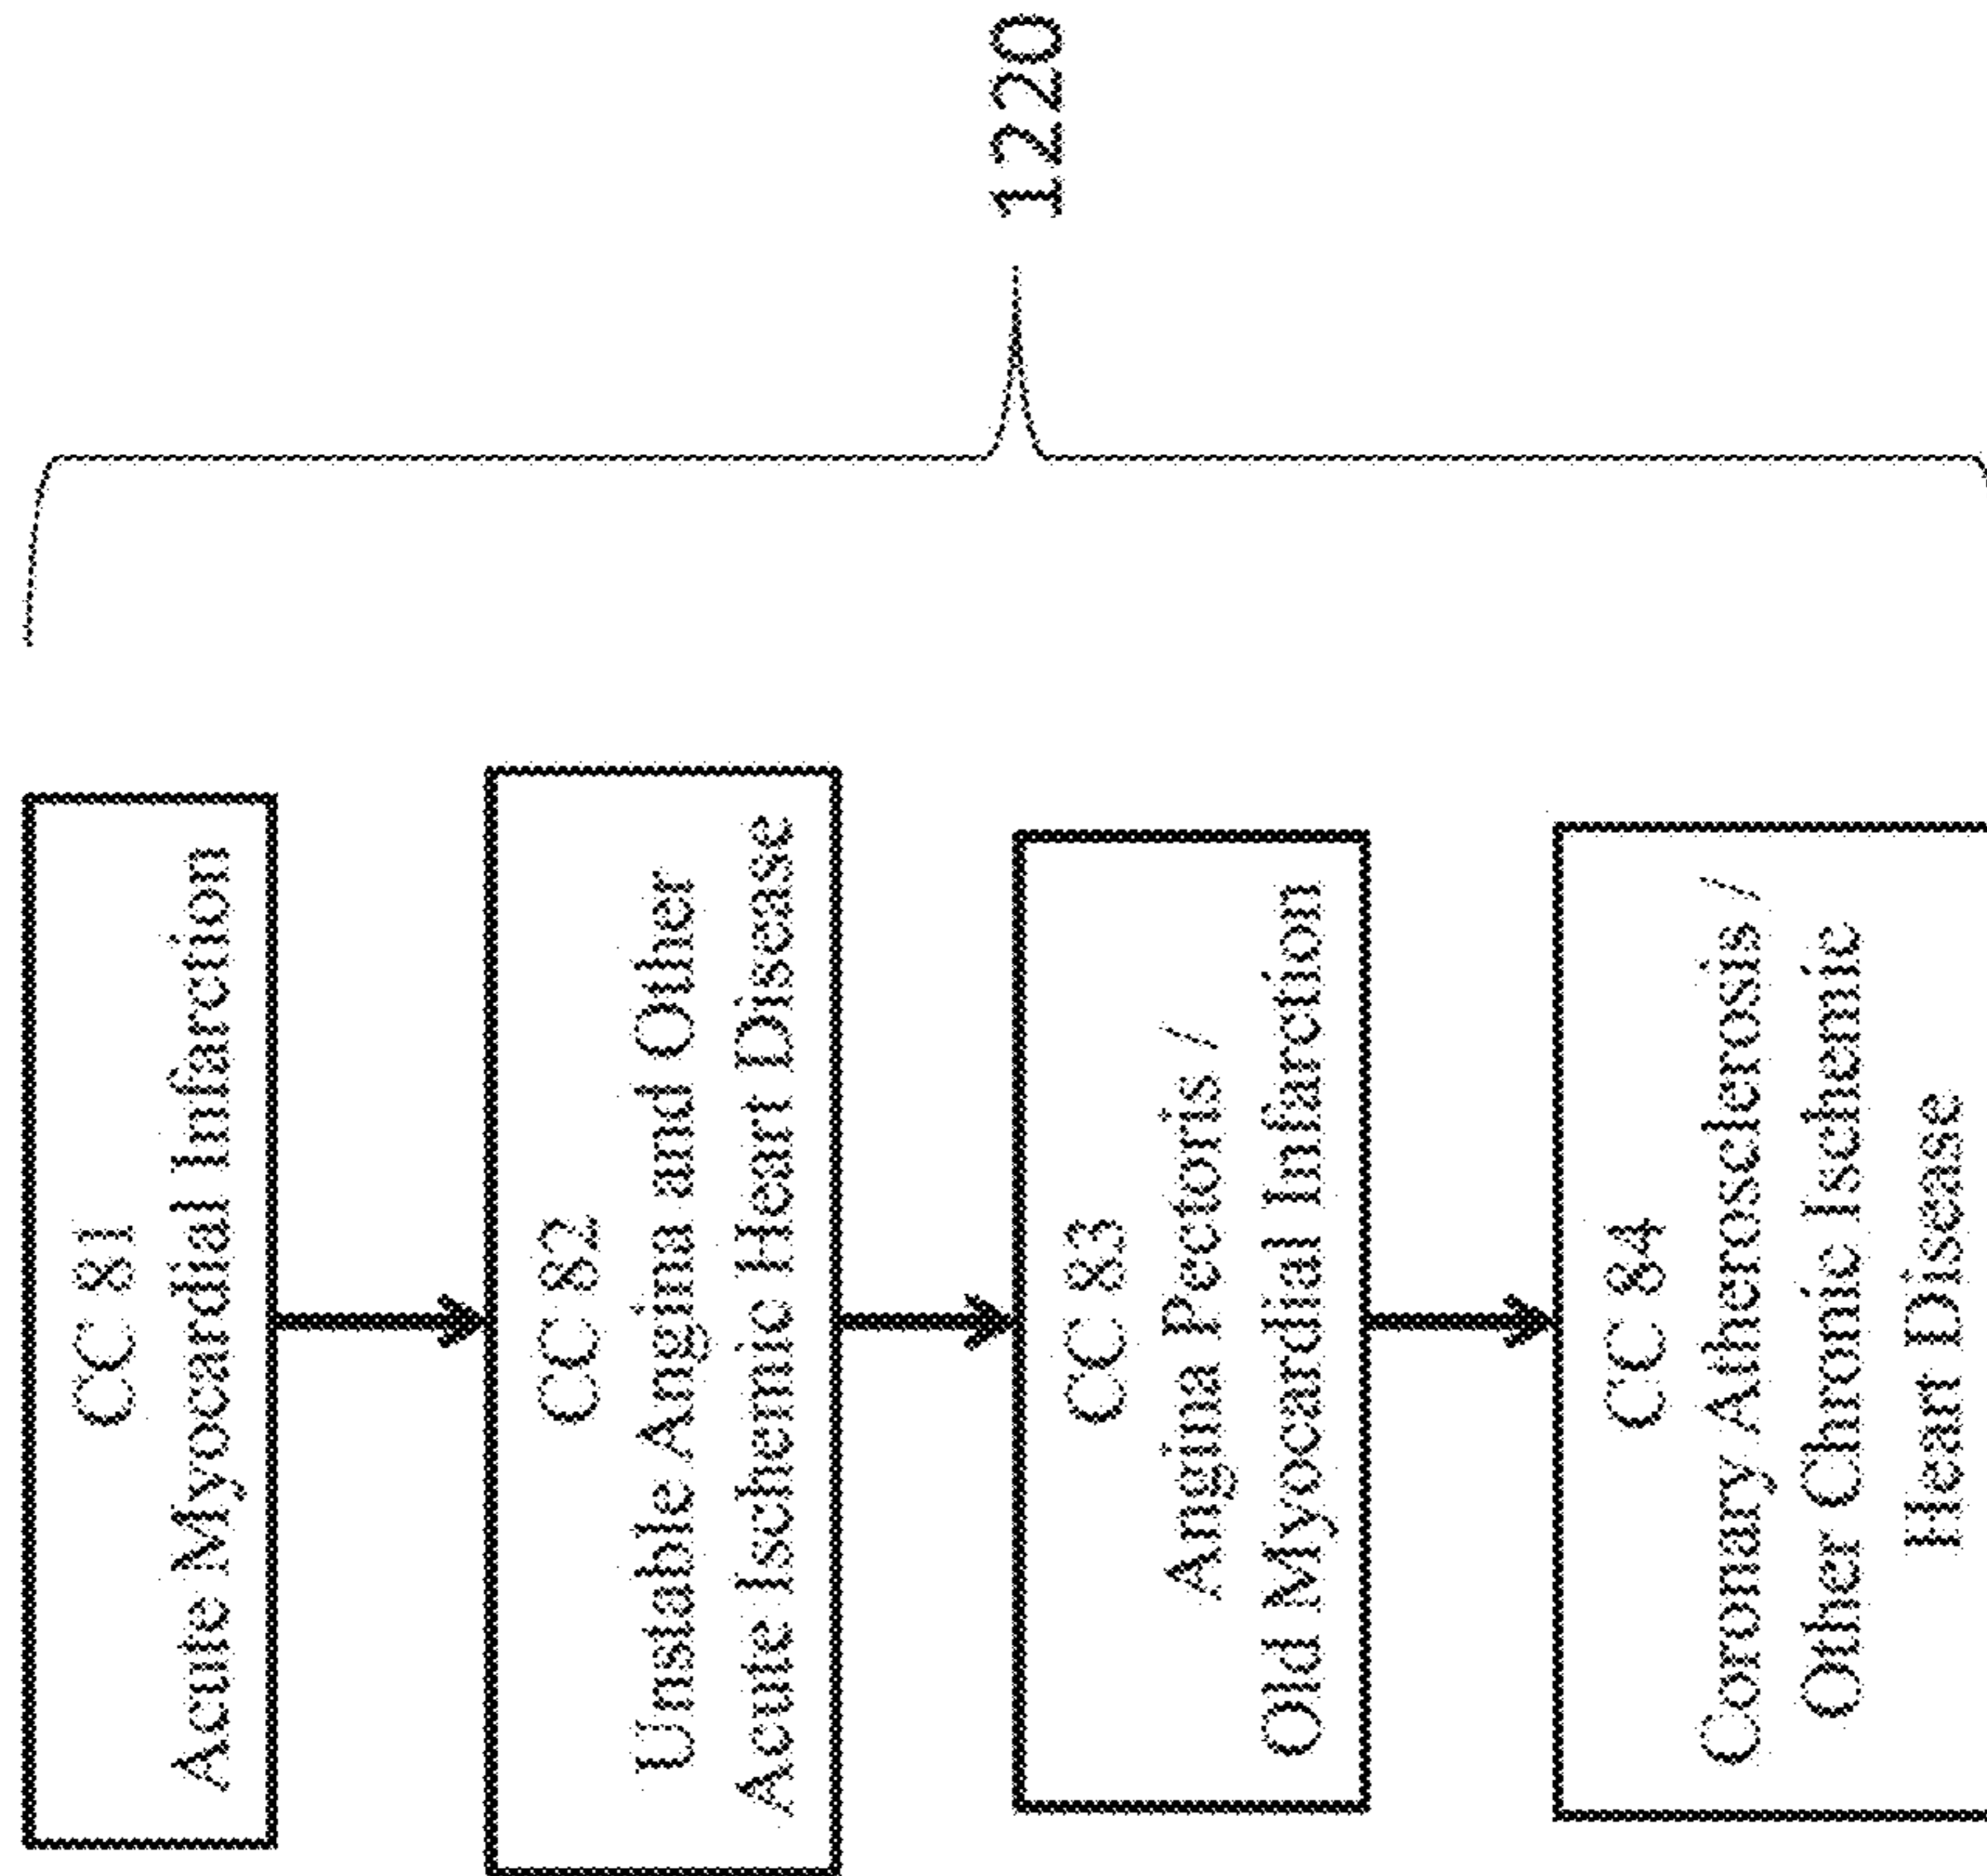 CC 81
Acute Myocardial Infarction
CC 82
Unstable Angina and Other
Acute Ischemic Heart Disease
CC 83
Angina Pectoris /
Old Myocardial Infarction
CC 84
Coronary Atherosclerosis /
Other Chronic Ischemic
Heart Disease
1220